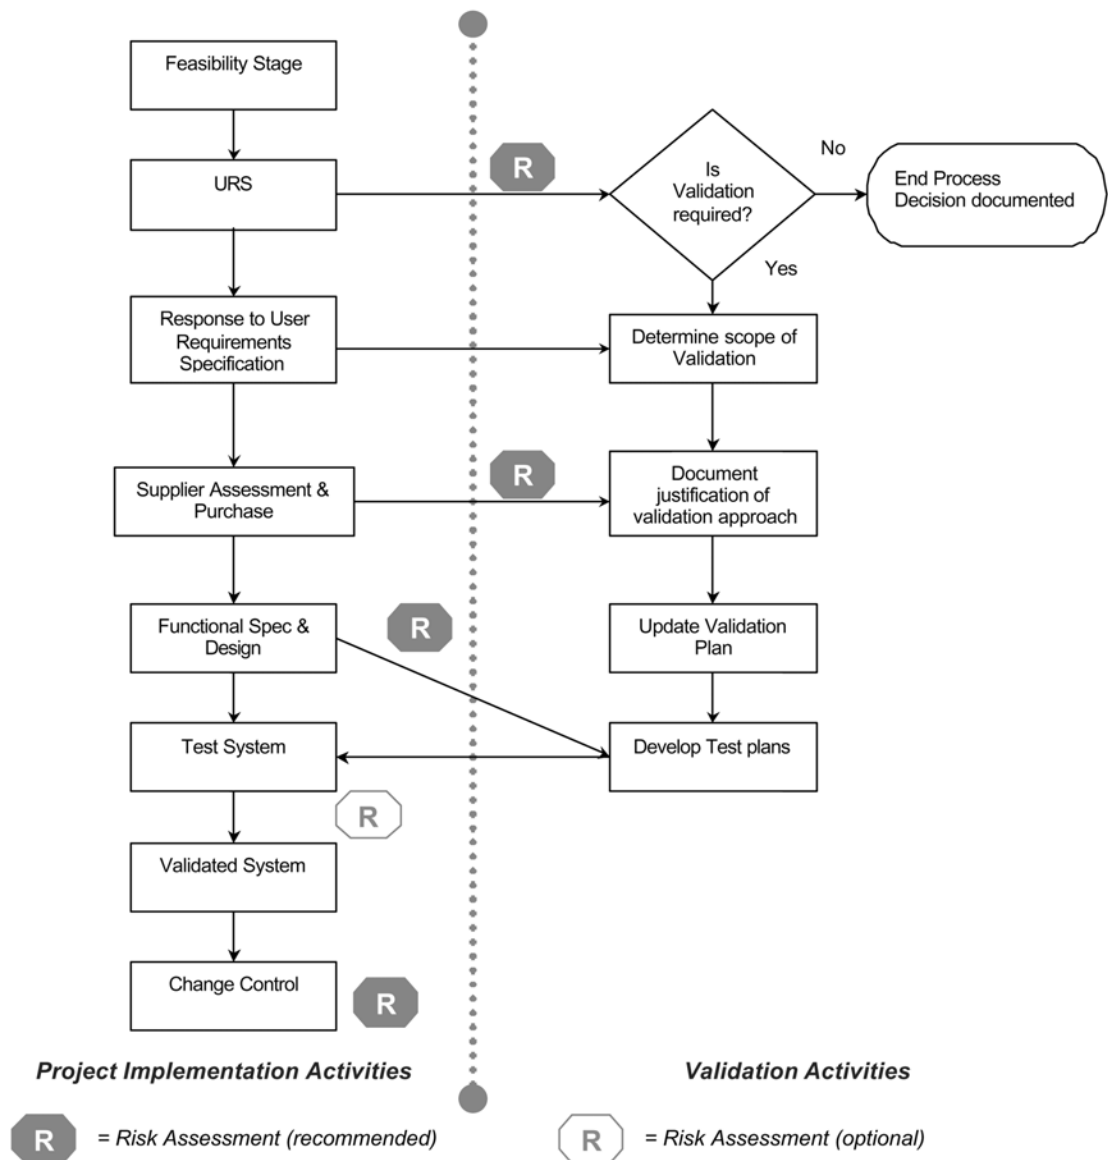 Feasibility Stage
R
No
URS
Is
Validation
required?
End Process
Decision documented
Yes
Response to User
Requirements
Specification
Determine scope of
Validation
R
Supplier Assessment &
Purchase
Document
justification of
validation approach
R
Functional Spec &
Design
Update Validation
Plan
Test System
Develop Test plans
R
Validated System
Change Control
R
Project Implementation Activities
Validation Activities
R = Risk Assessment (recommended)
R = Risk Assessment (optional)